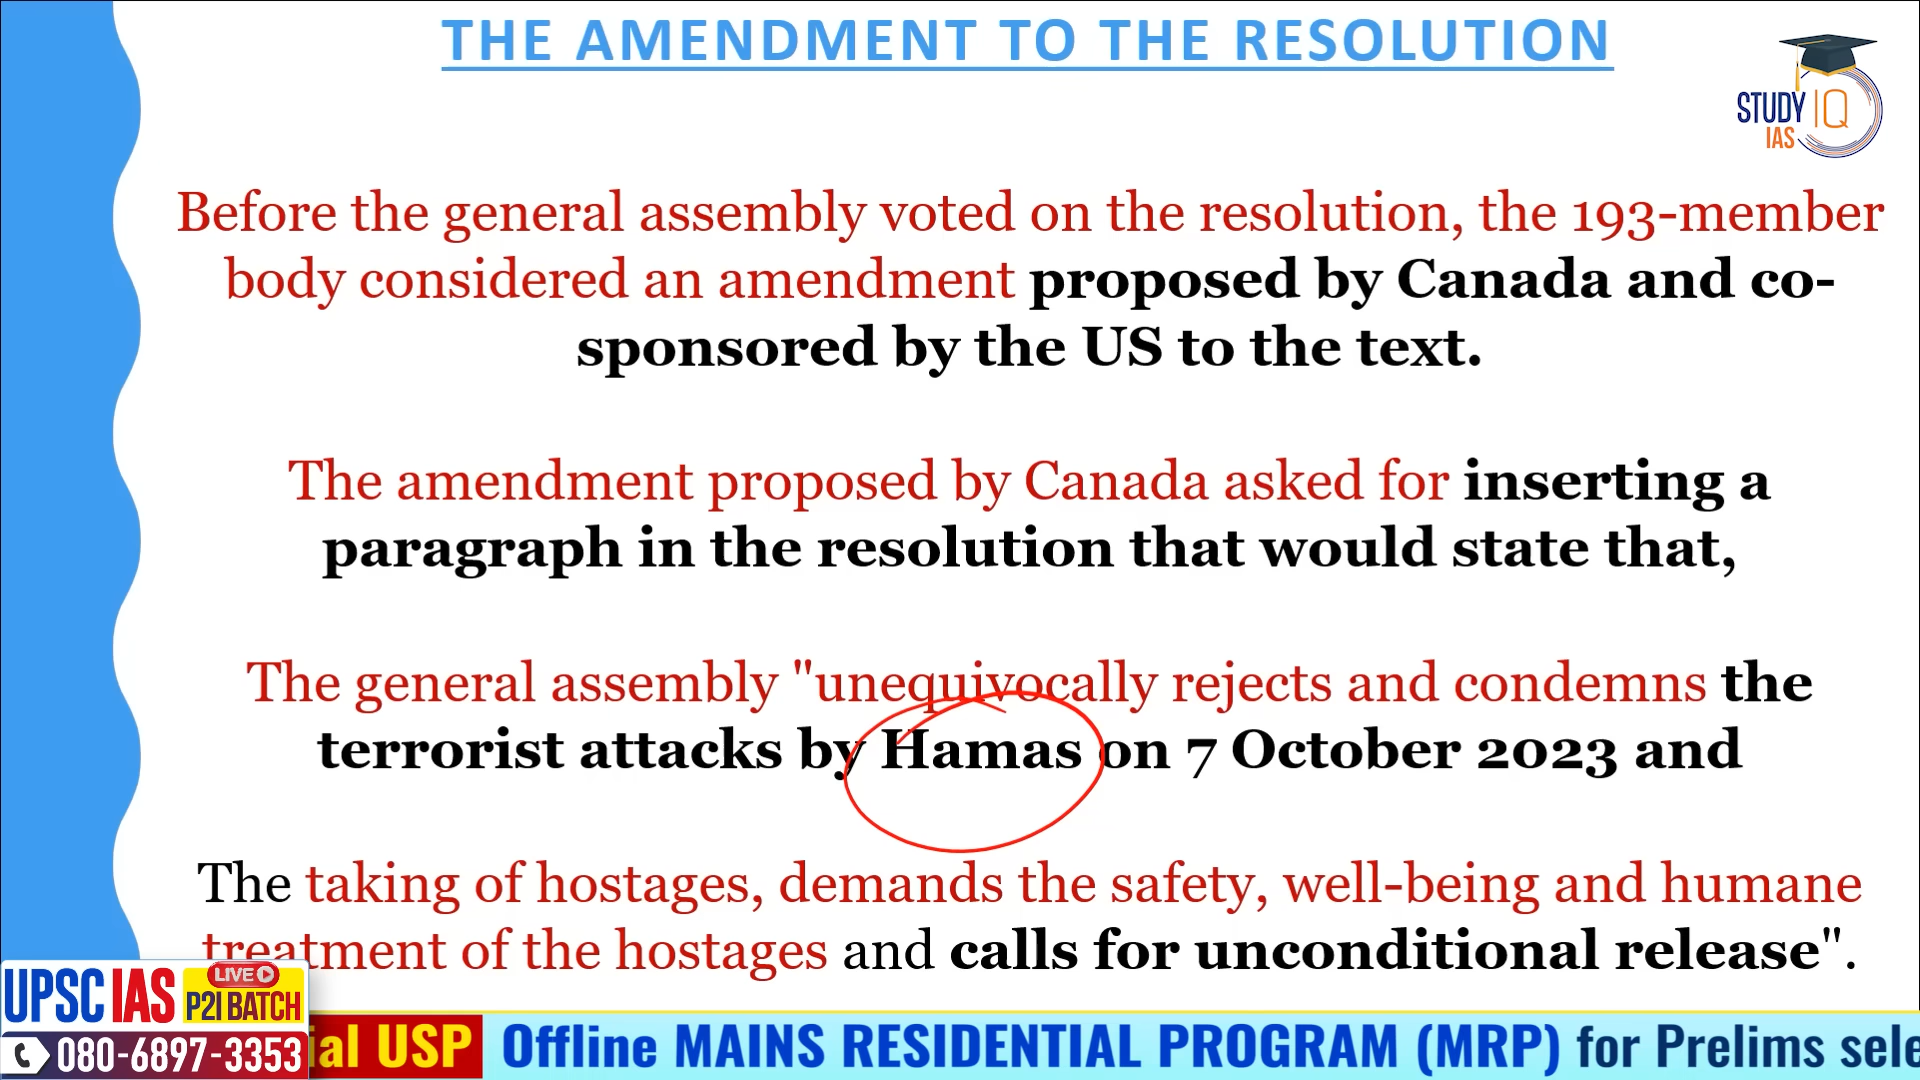 THE AMENDMENT TO THE RESOLUTION
STUDY IQ
IAS
Before the general assembly voted on the resolution, the 193-member
body considered an amendment proposed by Canada and co-
sponsored by the US to the text.
The amendment proposed by Canada asked for inserting a
paragraph in the resolution that would state that,
The general assembly "unequivocally rejects and condemns the
terrorist attacks by Hamas on 7 October 2023 and
The taking of hostages, demands the safety, well-being and humane
treatment of the hostages and calls for unconditional release".
UPSC IAS LIVE P2I BATCH
080-6897-3353
USP Offline MAINS RESIDENTIAL PROGRAM (MRP) for Prelims